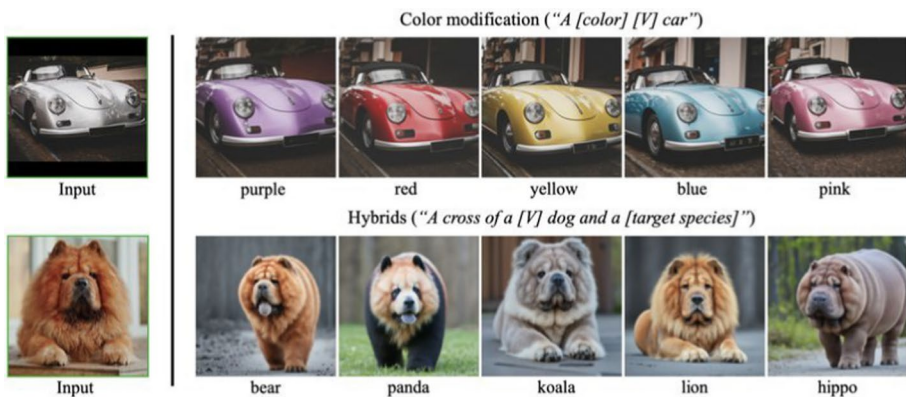 Color modification (“A [color] [V] car”)
Input
purple
red
yellow
blue
pink
Hybrids (“A cross of a [V] dog and a [target species]”)
Input
bear
panda
koala
lion
hippo